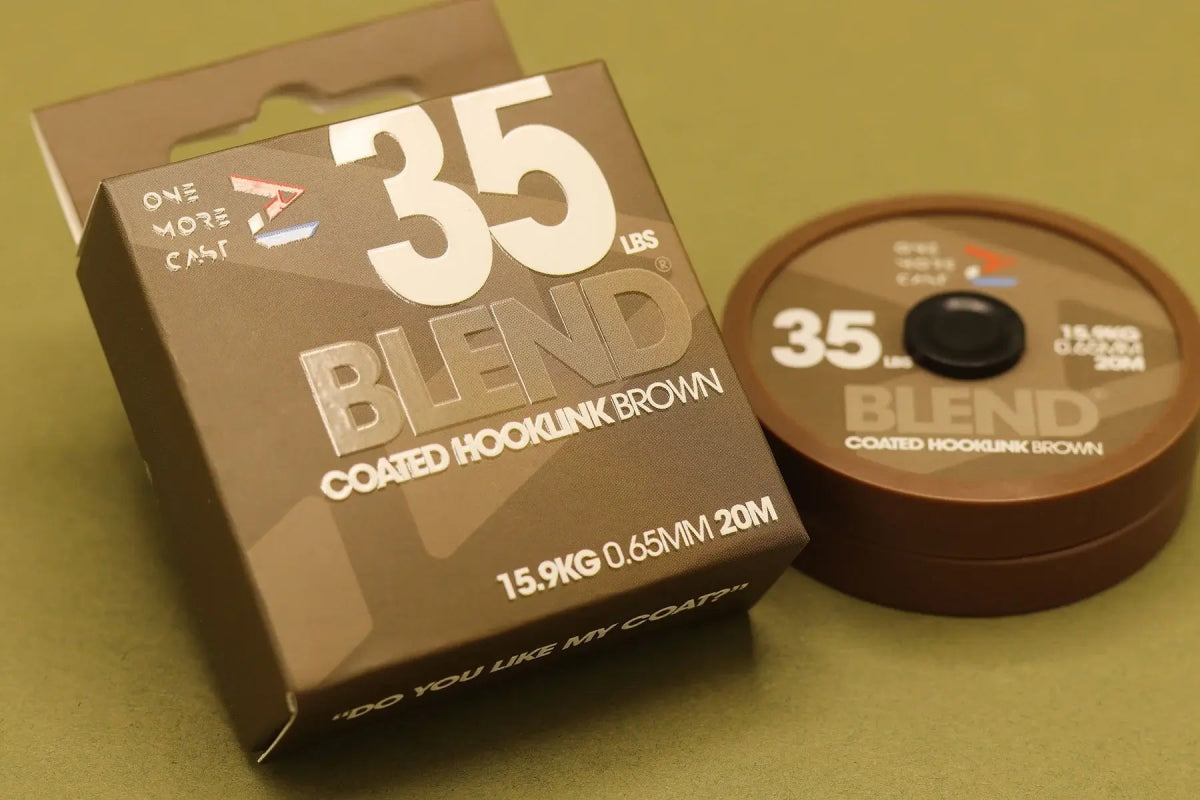 ONE
MORE
CAST
35
LBS
BLEND®
COATED HOOKLINK BROWN
15.9KG 0.65MM 20M
"DO YOU LIKE MY COAT?"
ONE
MORE
CAST
35 LBS
15.9KG
0.65MM
20M
BLEND
COATED HOOKLINK BROWN